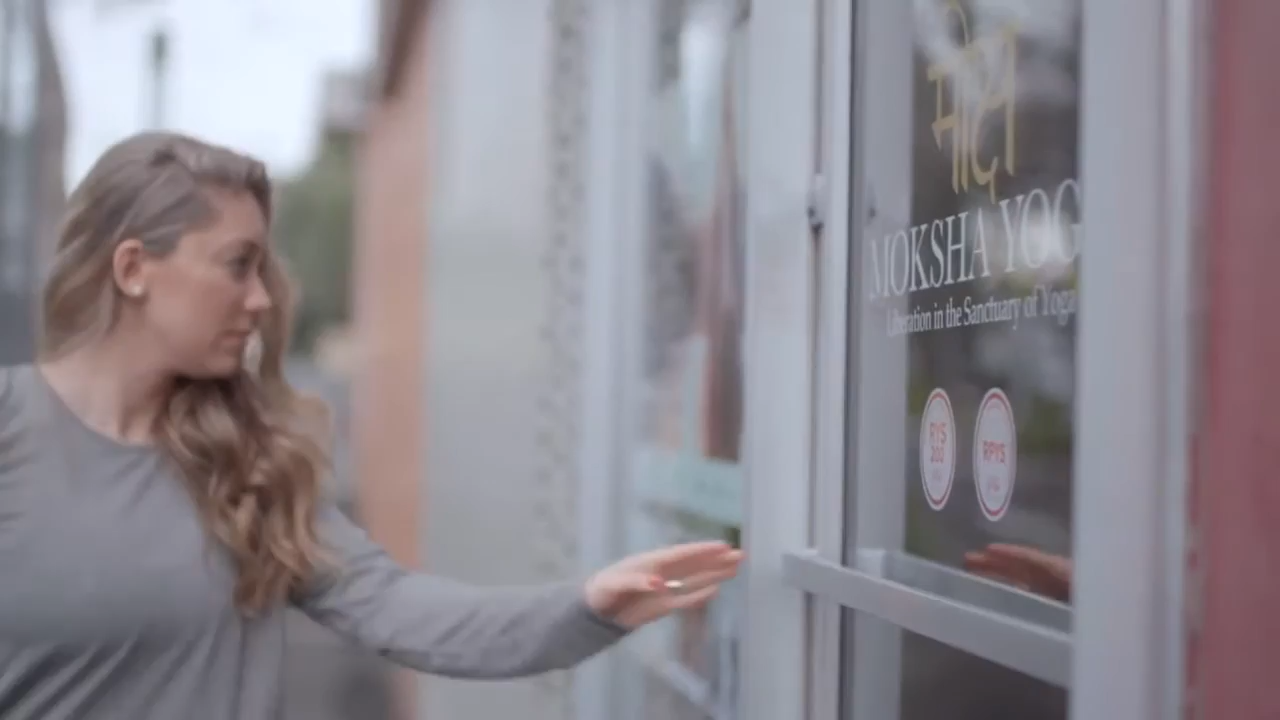 मोक्ष
MOKSHA YOG
Liberation in the Sanctuary of Yoga
RYS
200
RPYS